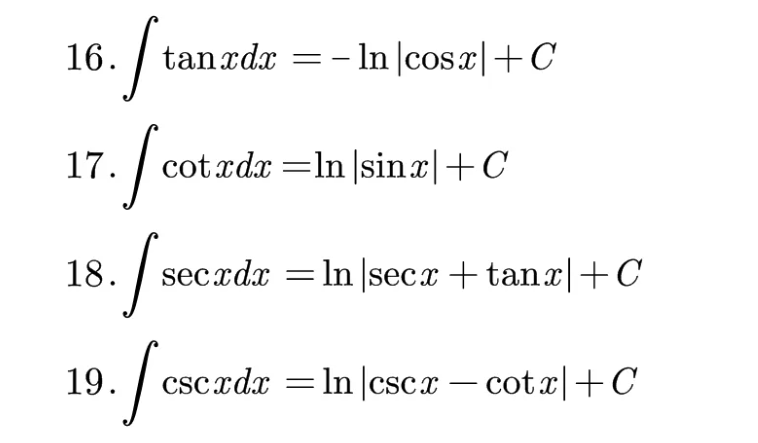 16. ∫ tan x dx = − ln |cos x| + C
17. ∫ cot x dx = ln |sin x| + C
18. ∫ sec x dx = ln |sec x + tan x| + C
19. ∫ csc x dx = ln |csc x − cot x| + C